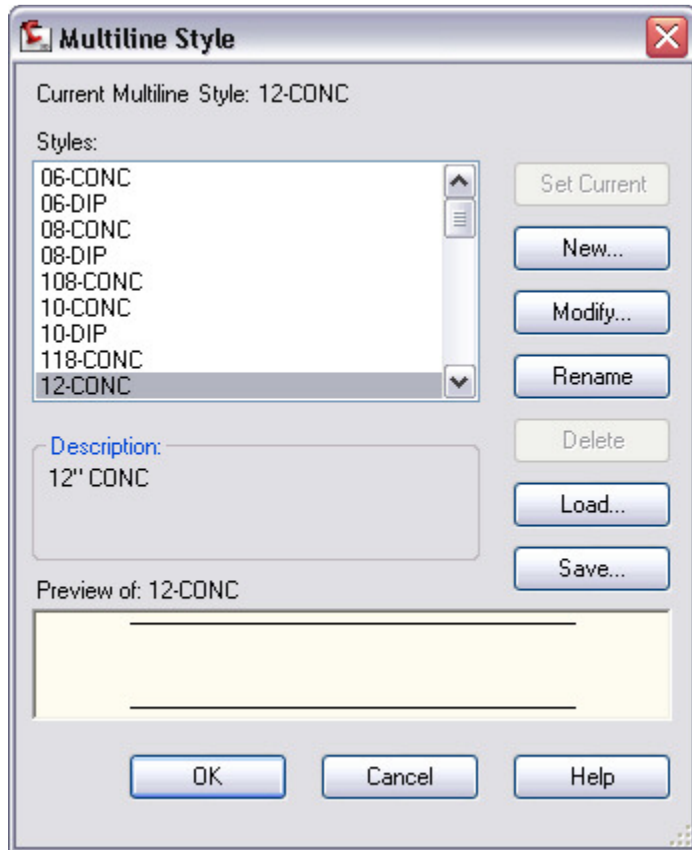 Multiline Style
Current Multiline Style: 12-CONC
Styles:
06-CONC
06-DIP
08-CONC
08-DIP
108-CONC
10-CONC
10-DIP
118-CONC
12-CONC
Set Current
New...
Modify...
Rename
Delete
Load...
Save...
Description:
12" CONC
Preview of: 12-CONC
OK
Cancel
Help